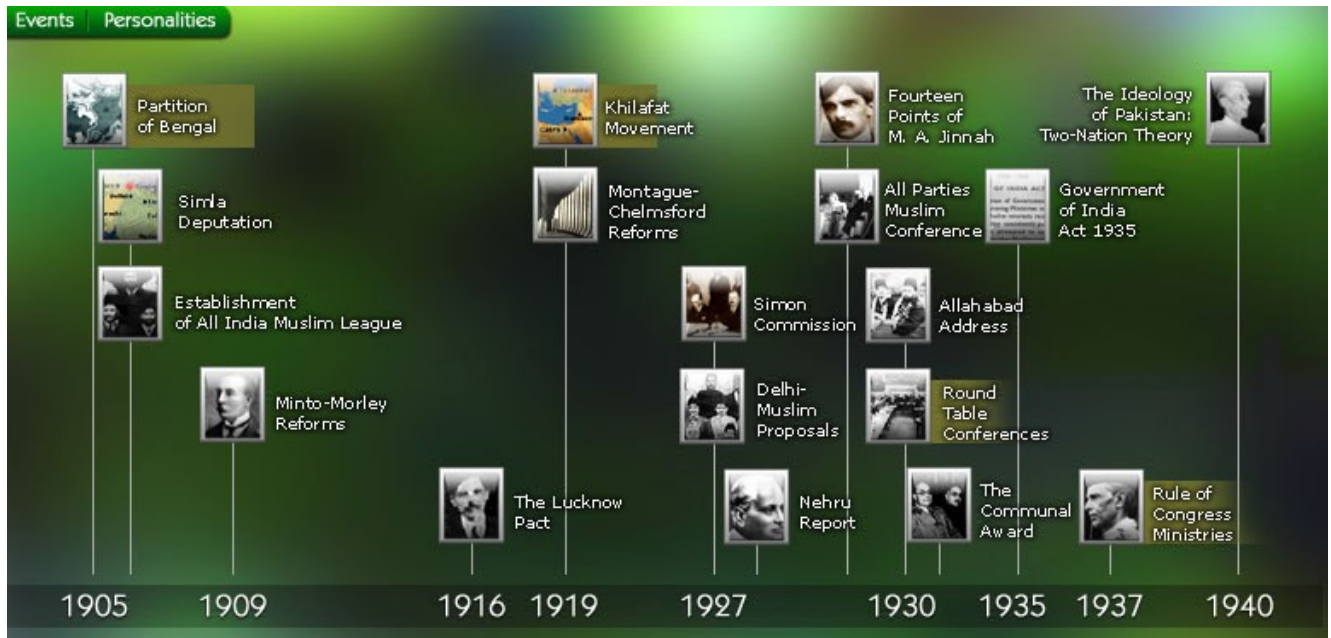 Events Personalities
Partition
of Bengal
Simla
Deputation
Establishment
of All India Muslim League
Minto-Morley
Reforms
The Lucknow
Pact
Khilafat
Movement
Montague-
Chelmsford
Reforms
Simon
Commission
Delhi-
Muslim
Proposals
Nehru
Report
Fourteen
Points of
M. A. Jinnah
All Parties
Muslim
Conference
Allahabad
Address
Round
Table
Conferences
The
Communal
Award
OF INDIA ACT
Government
of India
Act 1935
Rule of
Congress
Ministries
The Ideology
of Pakistan:
Two-Nation Theory
1905 1909 1916 1919 1927 1930 1935 1937 1940